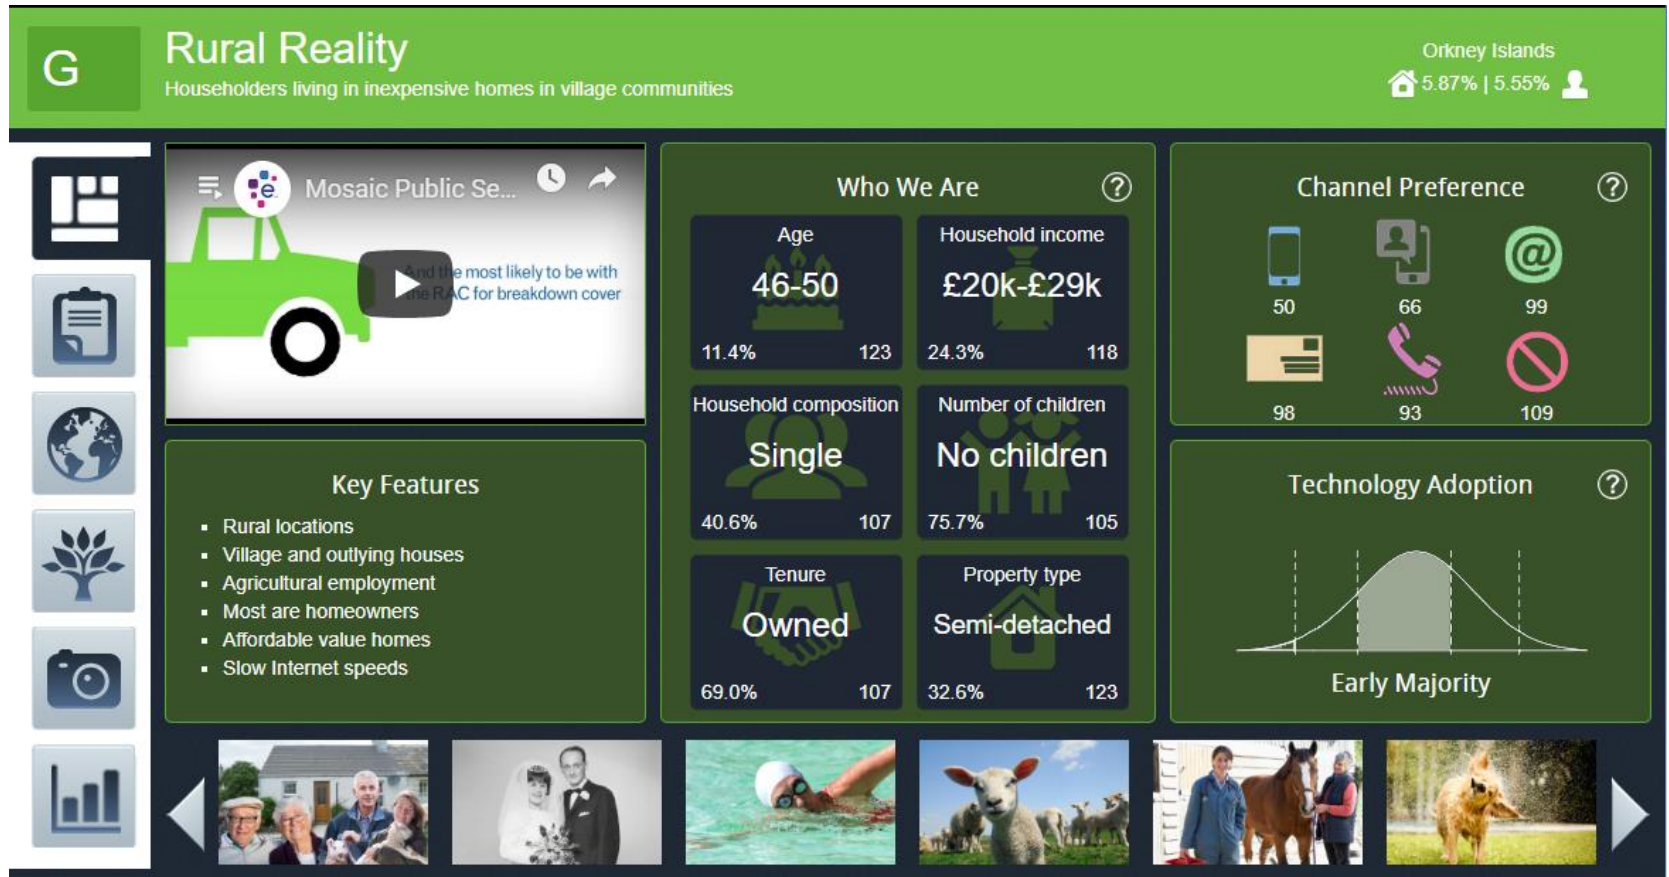 G
Rural Reality
Householders living in inexpensive homes in village communities
Orkney Islands
5.87% | 5.55%
e
Mosaic Public Se...
And the most likely to be with
the RAC for breakdown cover
Key Features
Rural locations
Village and outlying houses
Agricultural employment
Most are homeowners
Affordable value homes
Slow Internet speeds
Who We Are ?
Age
46-50
11.4% 123
Household income
£20k-£29k
24.3% 118
Household composition
Single
40.6% 107
Number of children
No children
75.7% 105
Tenure
Owned
69.0% 107
Property type
Semi-detached
32.6% 123
Channel Preference ?
@
50 66 99
98 93 109
Technology Adoption ?
Early Majority